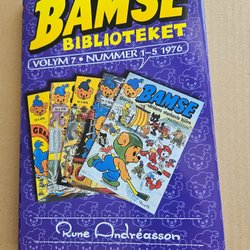 BAMSE
BIBLIOTEKET
VOLYM 7 • NUMMER 1–5 1976
BAMSE
Rune Andréasson